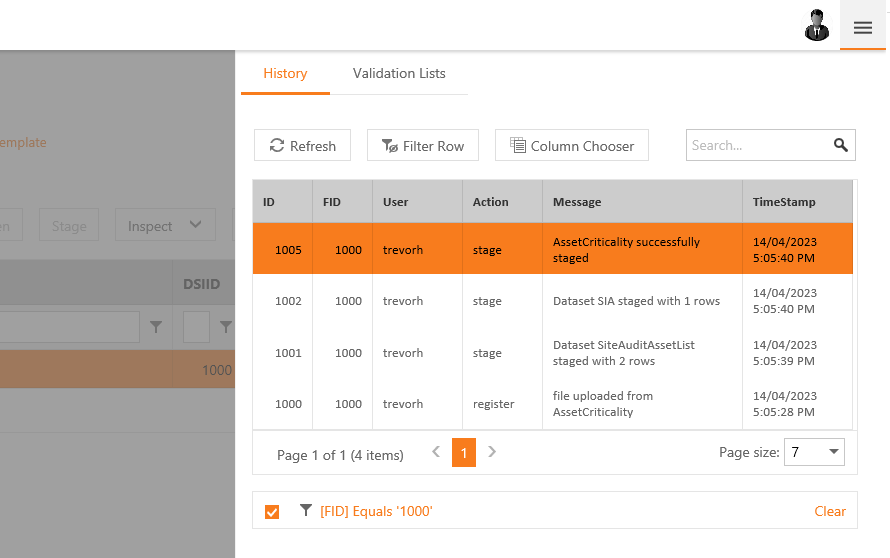 History Validation Lists
emplate
Refresh Filter Row Column Chooser Search...
en Stage Inspect
ID FID User Action Message TimeStamp
1005 1000 trevorh stage AssetCriticality successfully staged 14/04/2023 5:05:40 PM
DSIID
1002 1000 trevorh stage Dataset SIA staged with 1 rows 14/04/2023 5:05:40 PM
1001 1000 trevorh stage Dataset SiteAuditAssetList staged with 2 rows 14/04/2023 5:05:39 PM
1000
1000 1000 trevorh register file uploaded from AssetCriticality 14/04/2023 5:05:28 PM
Page 1 of 1 (4 items) 1 Page size: 7
[FID] Equals '1000' Clear